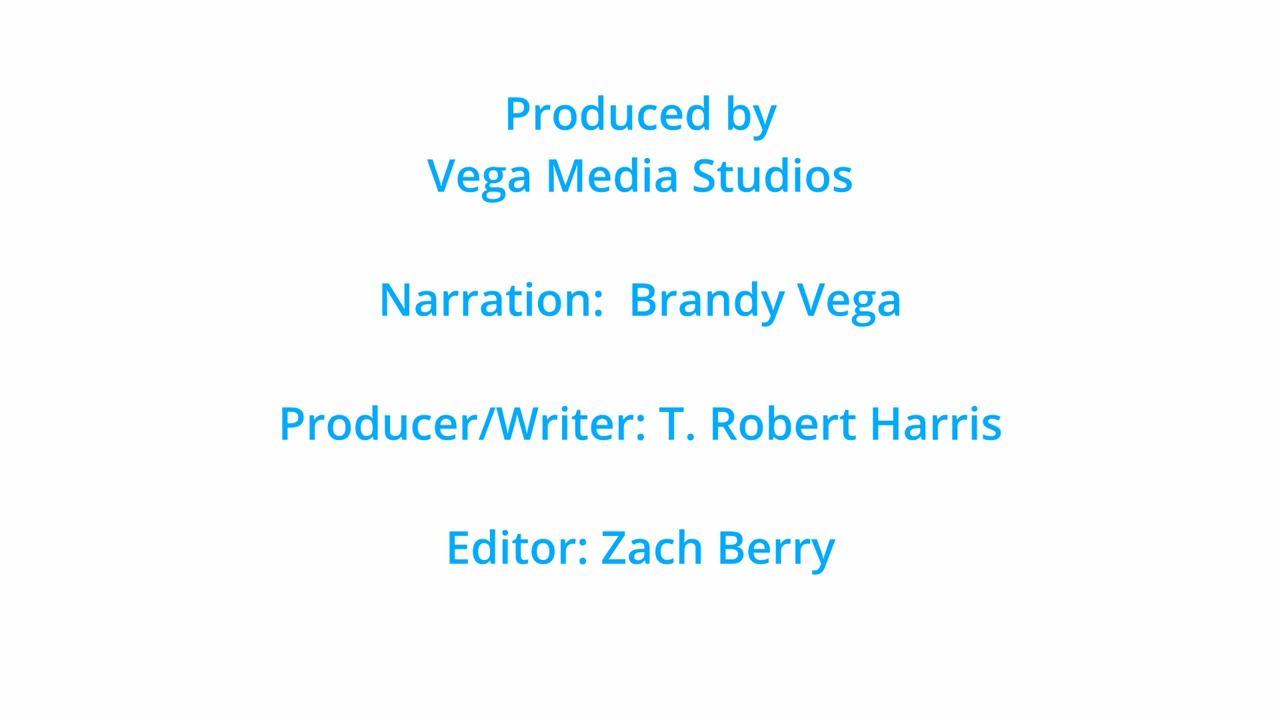 Produced by
Vega Media Studios
Narration:  Brandy Vega
Producer/Writer: T. Robert Harris
Editor: Zach Berry